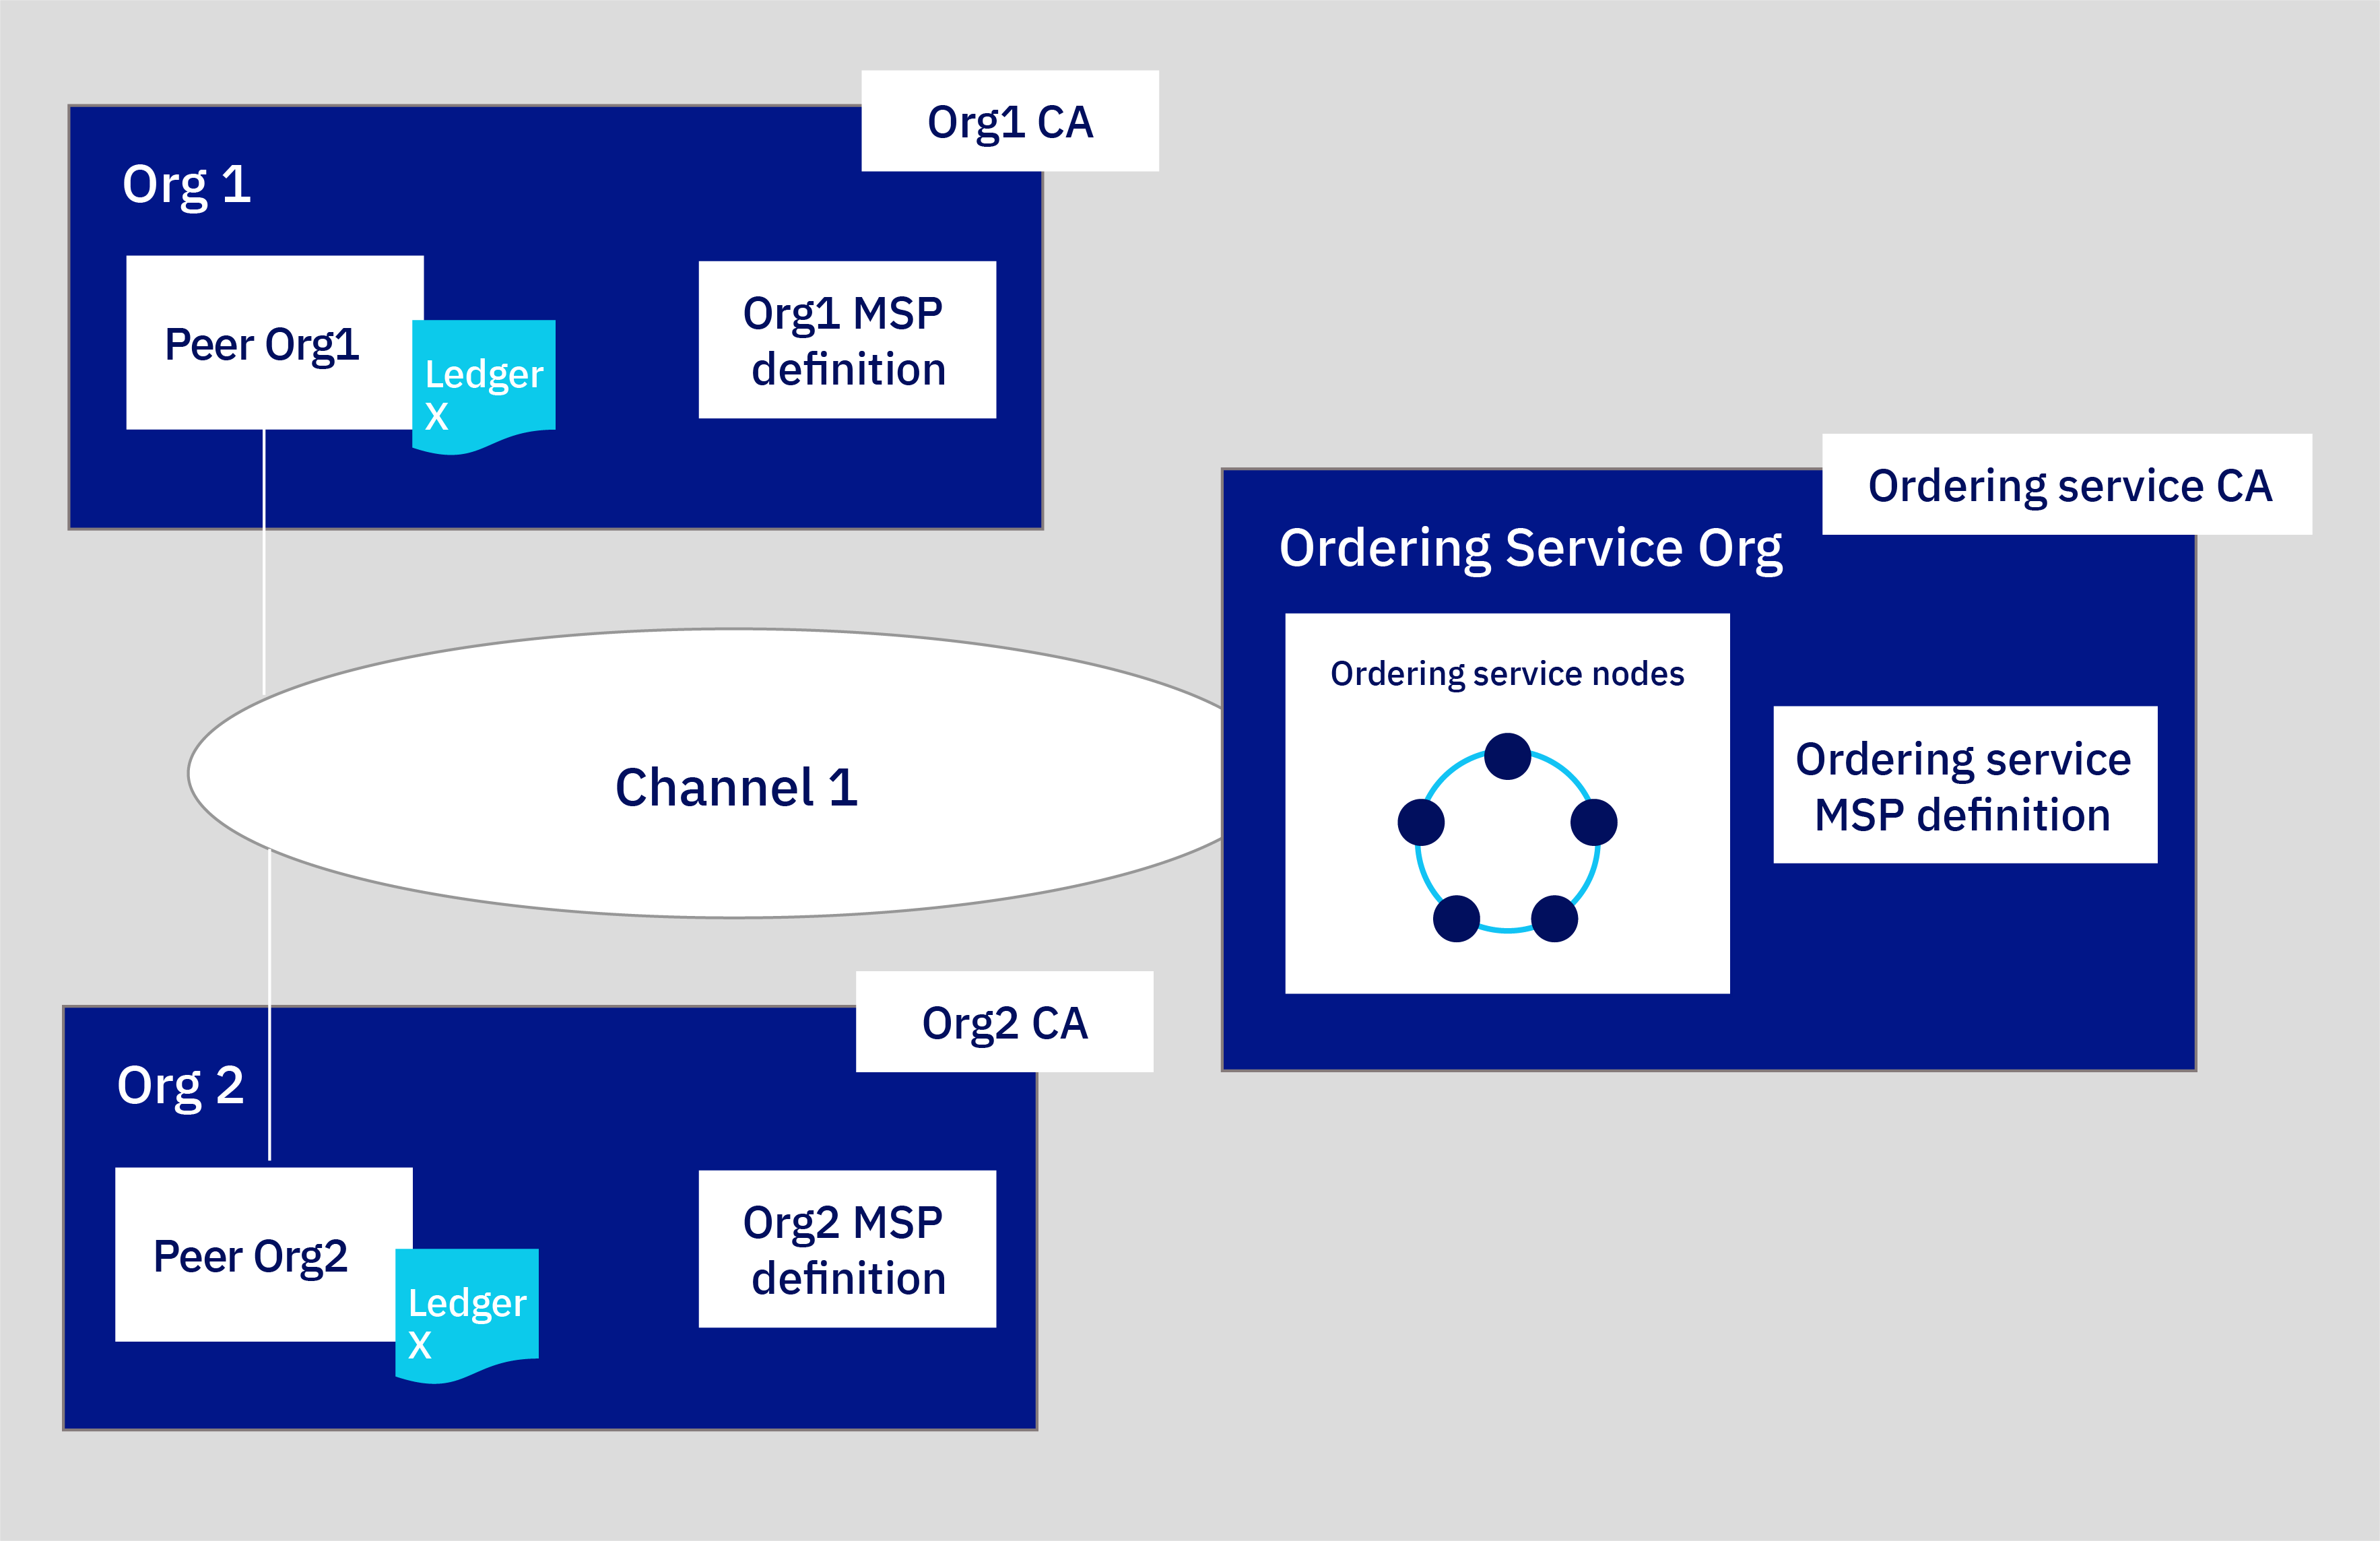 Org1 CA
Org 1
Peer Org1
Ledger
X
Org1 MSP
definition
Ordering service CA
Ordering Service Org
Ordering service nodes
Ordering service
MSP definition
Channel 1
Org2 CA
Org 2
Peer Org2
Ledger
X
Org2 MSP
definition